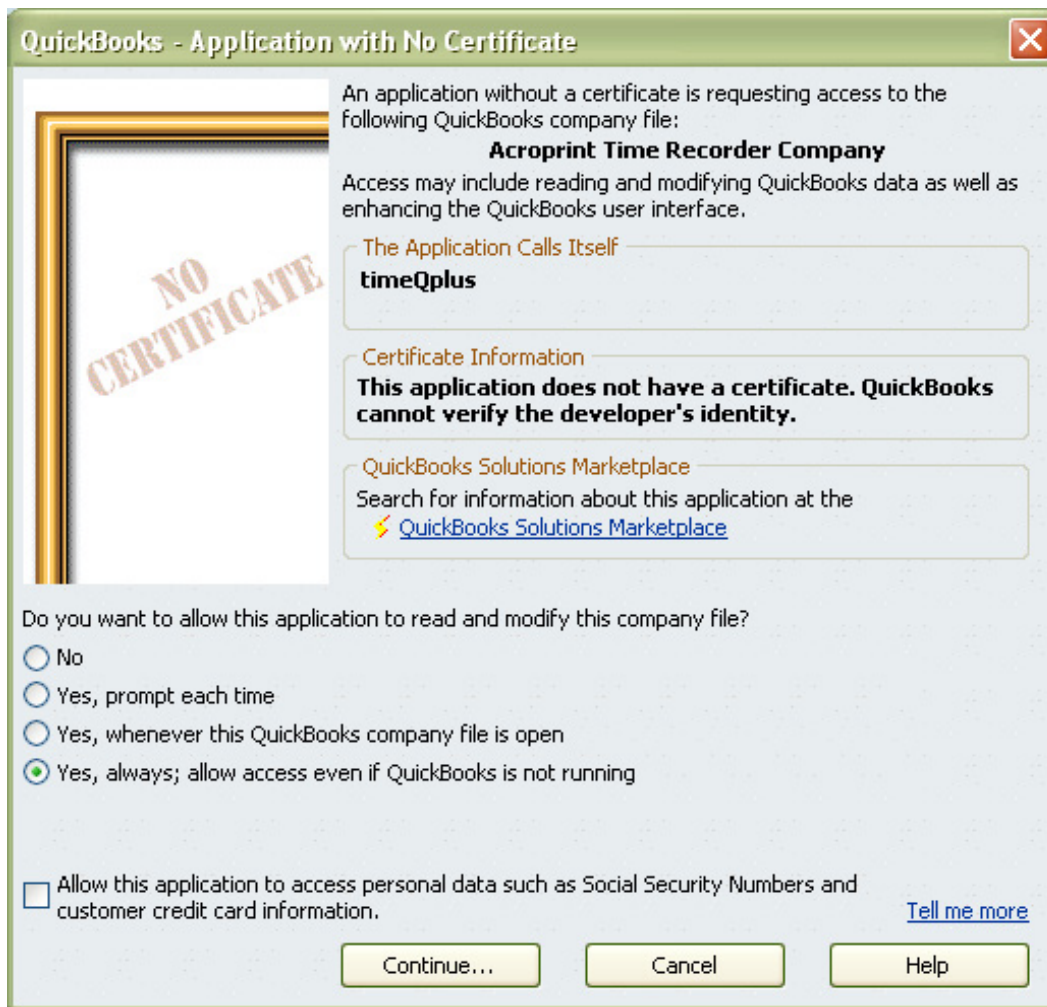 QuickBooks - Application with No Certificate
An application without a certificate is requesting access to the
following QuickBooks company file:
Acroprint Time Recorder Company
Access may include reading and modifying QuickBooks data as well as
enhancing the QuickBooks user interface.
NO
CERTIFICATE
The Application Calls Itself
timeQplus
Certificate Information
This application does not have a certificate. QuickBooks
cannot verify the developer's identity.
QuickBooks Solutions Marketplace
Search for information about this application at the
QuickBooks Solutions Marketplace
Do you want to allow this application to read and modify this company file?
No
Yes, prompt each time
Yes, whenever this QuickBooks company file is open
Yes, always; allow access even if QuickBooks is not running
Allow this application to access personal data such as Social Security Numbers and
customer credit card information.
Tell me more
Continue...
Cancel
Help